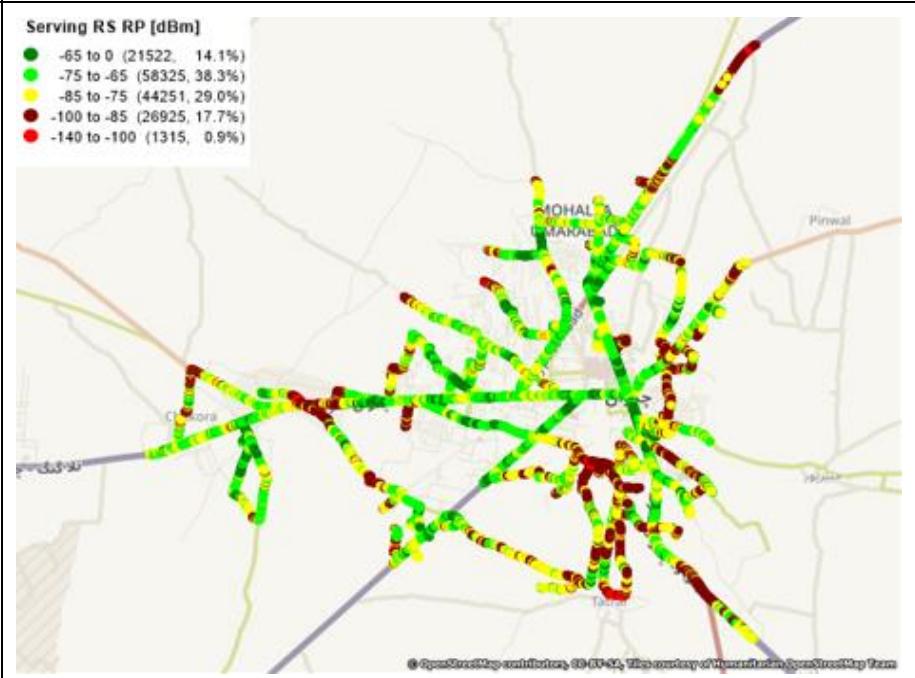 Serving RS RP [dBm]
-65 to 0 (21522, 14.1%)
-75 to -65 (58325, 38.3%)
-85 to -75 (44251, 29.0%)
-100 to -85 (26925, 17.7%)
-140 to -100 (1315, 0.9%)
Pinwal
© OpenStreetMap contributors, CC-BY-SA, Tiles courtesy of Humanitarian OpenStreetMap Team